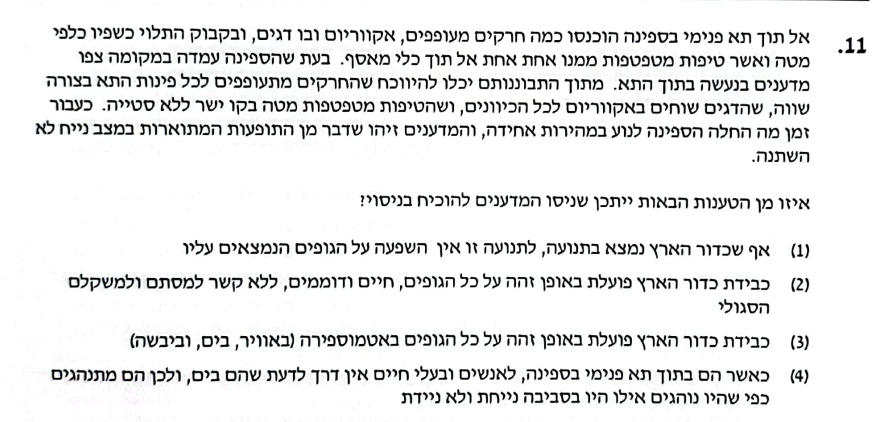 11. אל תוך תא פנימי בספינה הוכנסו כמה חרקים מעופפים, אקווריום ובו דגים, ובקבוק התלוי כשפיו כלפי
מטה ואשר טיפות מטפטפות ממנו אחת אחת אל תוך כלי מאסף. בעת שהספינה עמדה במקומה צפו
מדענים בנעשה בתוך התא. מתוך התבוננותם יכלו להיווכח שהחרקים מתעופפים לכל פינות התא בצורה
שווה, שהדגים שוחים באקווריום לכל הכיוונים, ושהטיפות מטפטפות מטה בקו ישר ללא סטייה. כעבור
זמן מה החלה הספינה לנוע במהירות אחידה, והמדענים זיהו שדבר מן התופעות המתוארות במצב נייח לא
השתנה.
איזו מן הטענות הבאות ייתכן שניסו המדענים להוכיח בניסוי?
(1) אף שכדור הארץ נמצא בתנועה, לתנועה זו אין השפעה על הגופים הנמצאים עליו
(2) כבידת כדור הארץ פועלת באופן זהה על כל הגופים, חיים ודוממים, ללא קשר למסתם ולמשקלם
הסגולי
(3) כבידת כדור הארץ פועלת באופן זהה על כל הגופים באטמוספירה (באוויר, בים, וביבשה)
(4) כאשר הם בתוך תא פנימי בספינה, לאנשים ובעלי חיים אין דרך לדעת שהם בים, ולכן הם מתנהגים
כפי שהיו נוהגים אילו היו בסביבה נייחת ולא ניידת